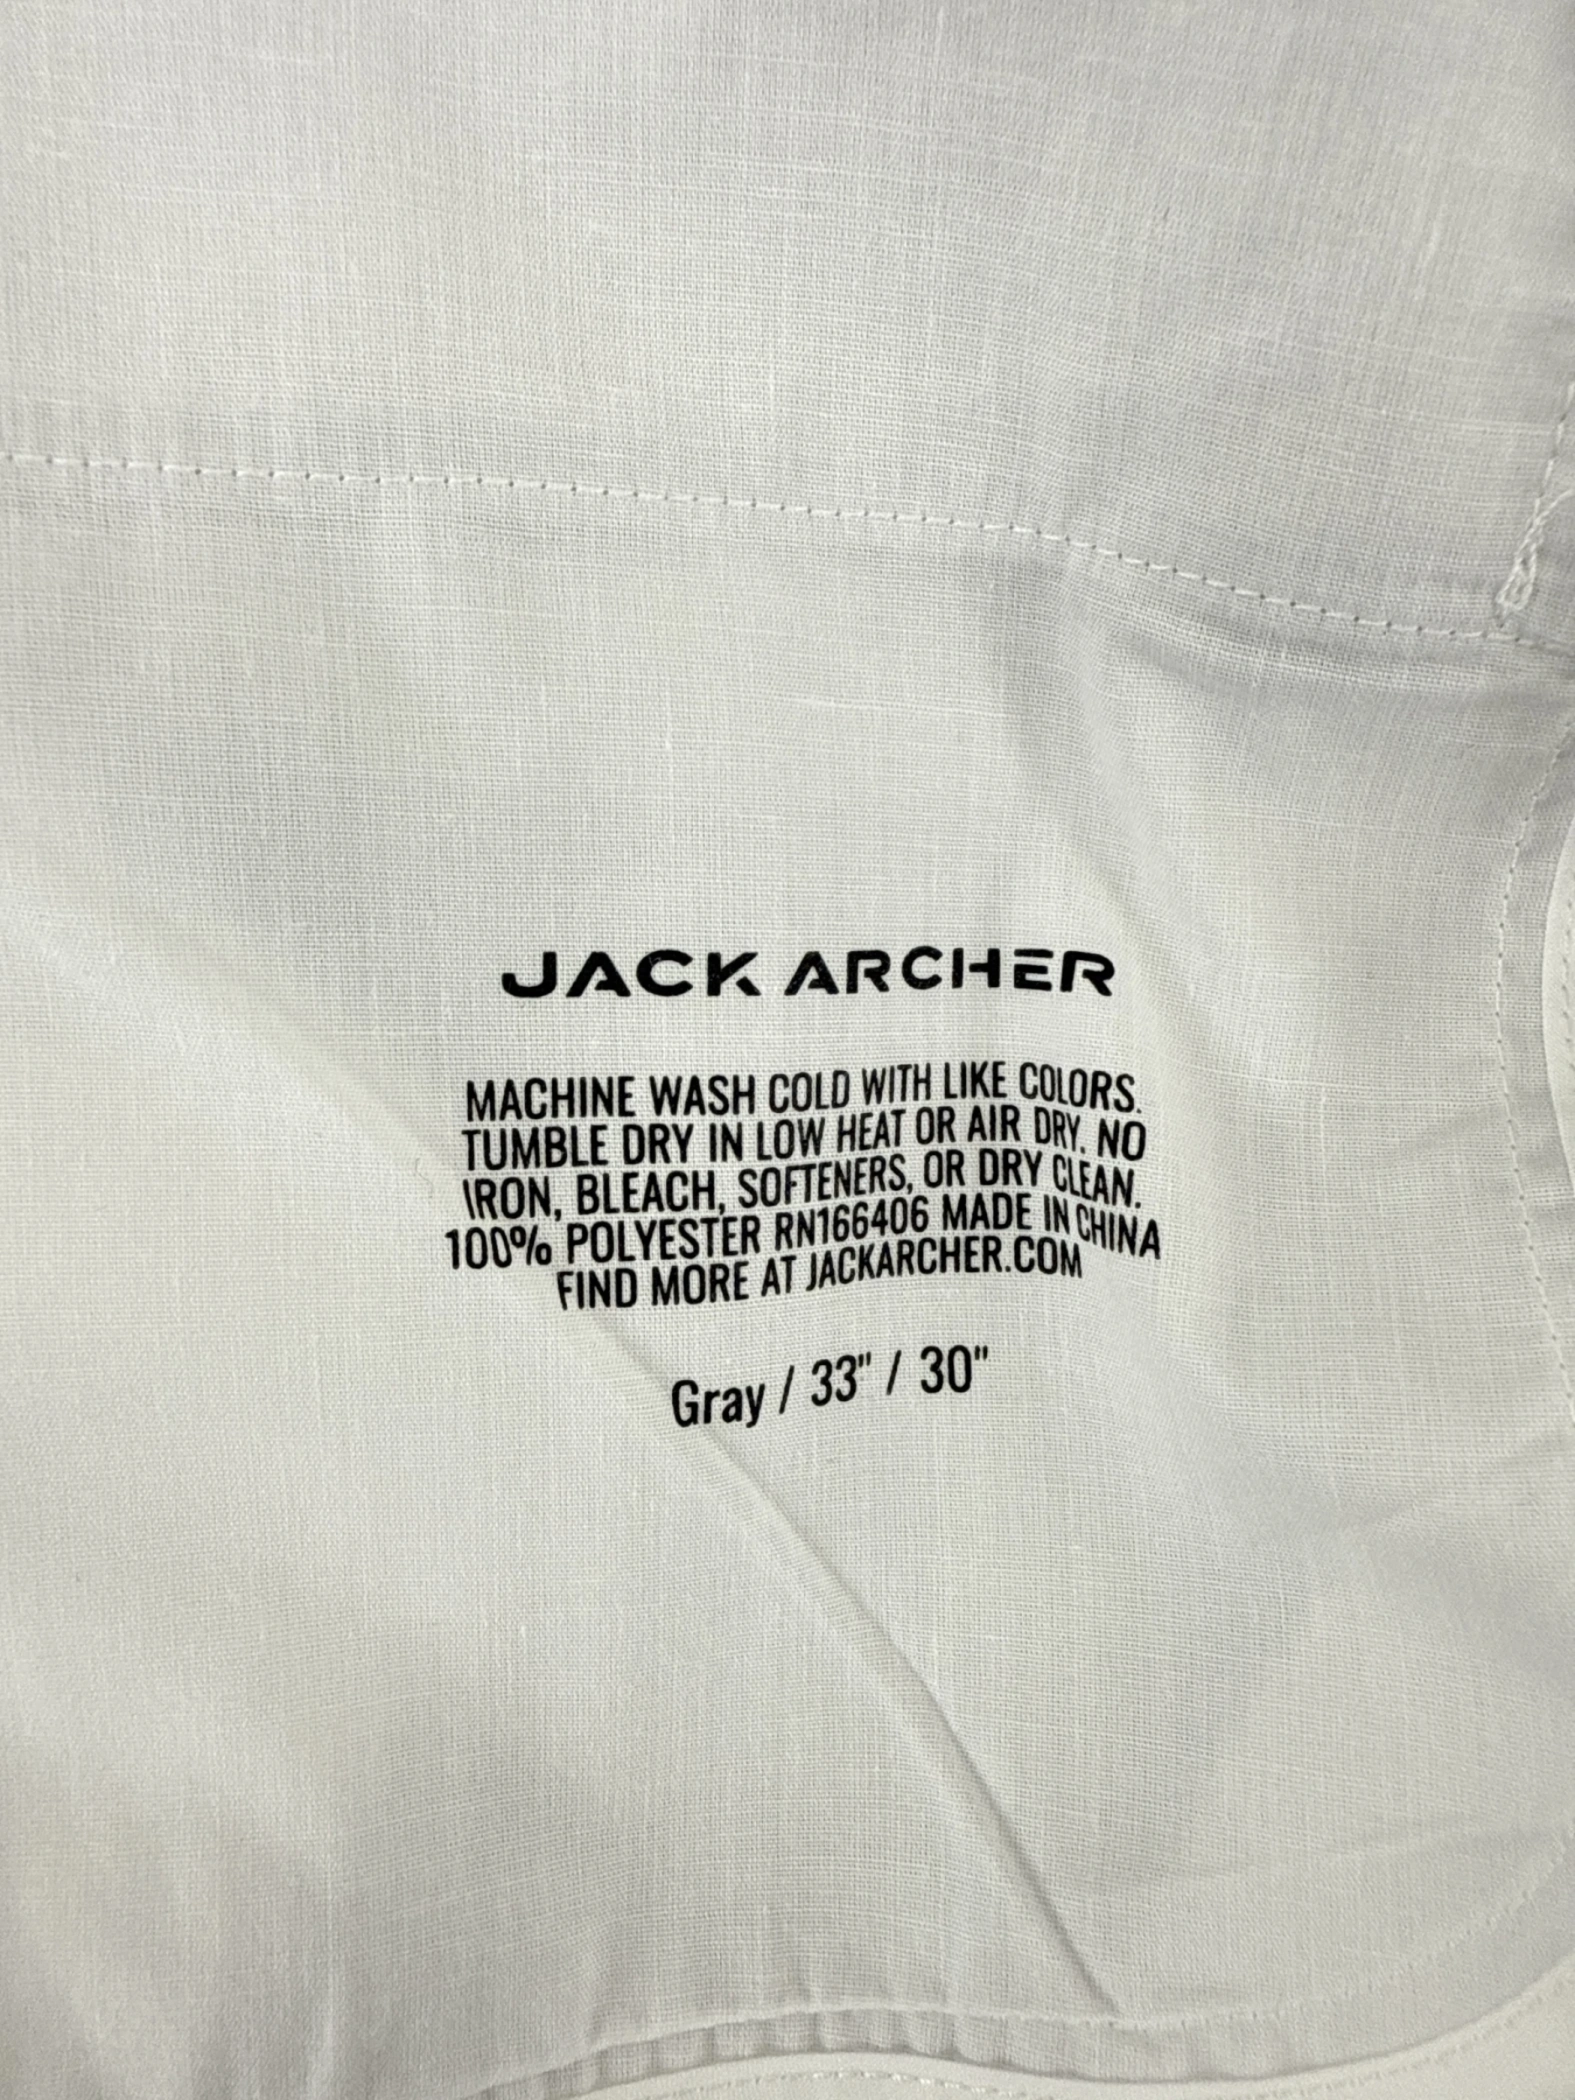 JACK ARCHER
MACHINE WASH COLD WITH LIKE COLORS.
TUMBLE DRY IN LOW HEAT OR AIR DRY. NO
IRON, BLEACH, SOFTENERS, OR DRY CLEAN.
100% POLYESTER RN166406 MADE IN CHINA
FIND MORE AT JACKARCHER.COM
Gray / 33" / 30"